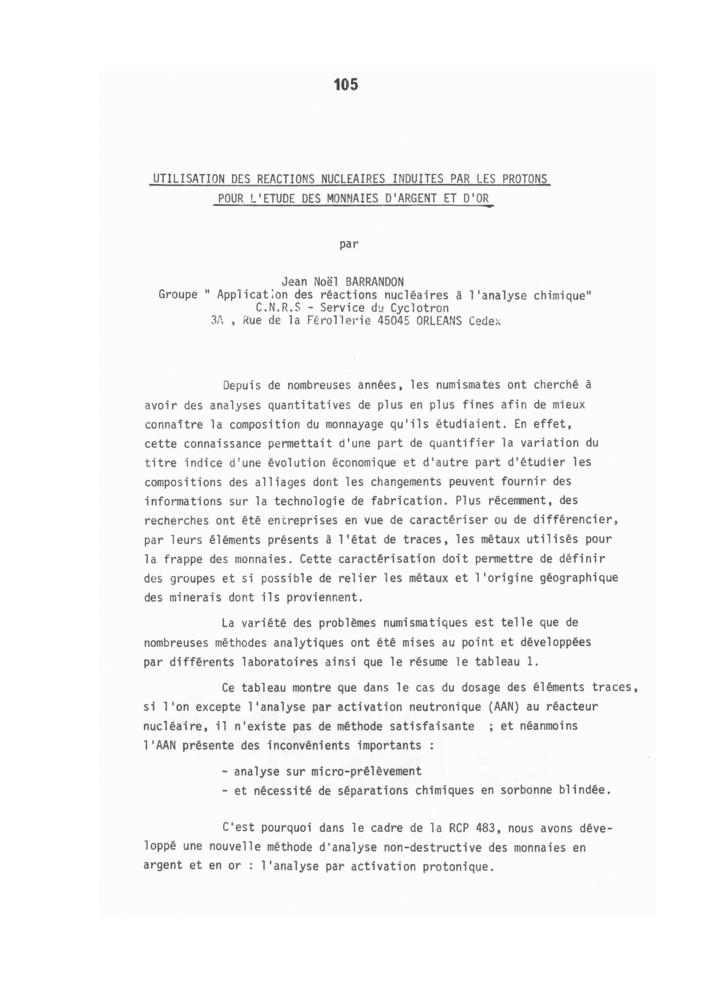 105
UTILISATION DES REACTIONS NUCLEAIRES INDUITES PAR LES PROTONS
POUR L'ETUDE DES MONNAIES D'ARGENT ET D'OR
par
Jean Noël BARRANDON
Groupe " Application des réactions nucléaires à l'analyse chimique"
C.N.R.S - Service du Cyclotron
3A , Rue de la Férollerie 45045 ORLEANS Cedex
Depuis de nombreuses années, les numismates ont cherché à
avoir des analyses quantitatives de plus en plus fines afin de mieux
connaître la composition du monnayage qu'ils étudiaient. En effet,
cette connaissance permettait d'une part de quantifier la variation du
titre indice d'une évolution économique et d'autre part d'étudier les
compositions des alliages dont les changements peuvent fournir des
informations sur la technologie de fabrication. Plus récemment, des
recherches ont été entreprises en vue de caractériser ou de différencier,
par leurs éléments présents à l'état de traces, les métaux utilisés pour
la frappe des monnaies. Cette caractérisation doit permettre de définir
des groupes et si possible de relier les métaux et l'origine géographique
des minerais dont ils proviennent.
La variété des problèmes numismatiques est telle que de
nombreuses méthodes analytiques ont été mises au point et développées
par différents laboratoires ainsi que le résume le tableau 1.
Ce tableau montre que dans le cas du dosage des éléments traces,
si l'on excepte l'analyse par activation neutronique (AAN) au réacteur
nucléaire, il n'existe pas de méthode satisfaisante ; et néanmoins
l'AAN présente des inconvénients importants :
- analyse sur micro-prélèvement
- et nécessité de séparations chimiques en sorbonne blindée.
C'est pourquoi dans le cadre de la RCP 483, nous avons déve-
loppé une nouvelle méthode d'analyse non-destructive des monnaies en
argent et en or : l'analyse par activation protonique.